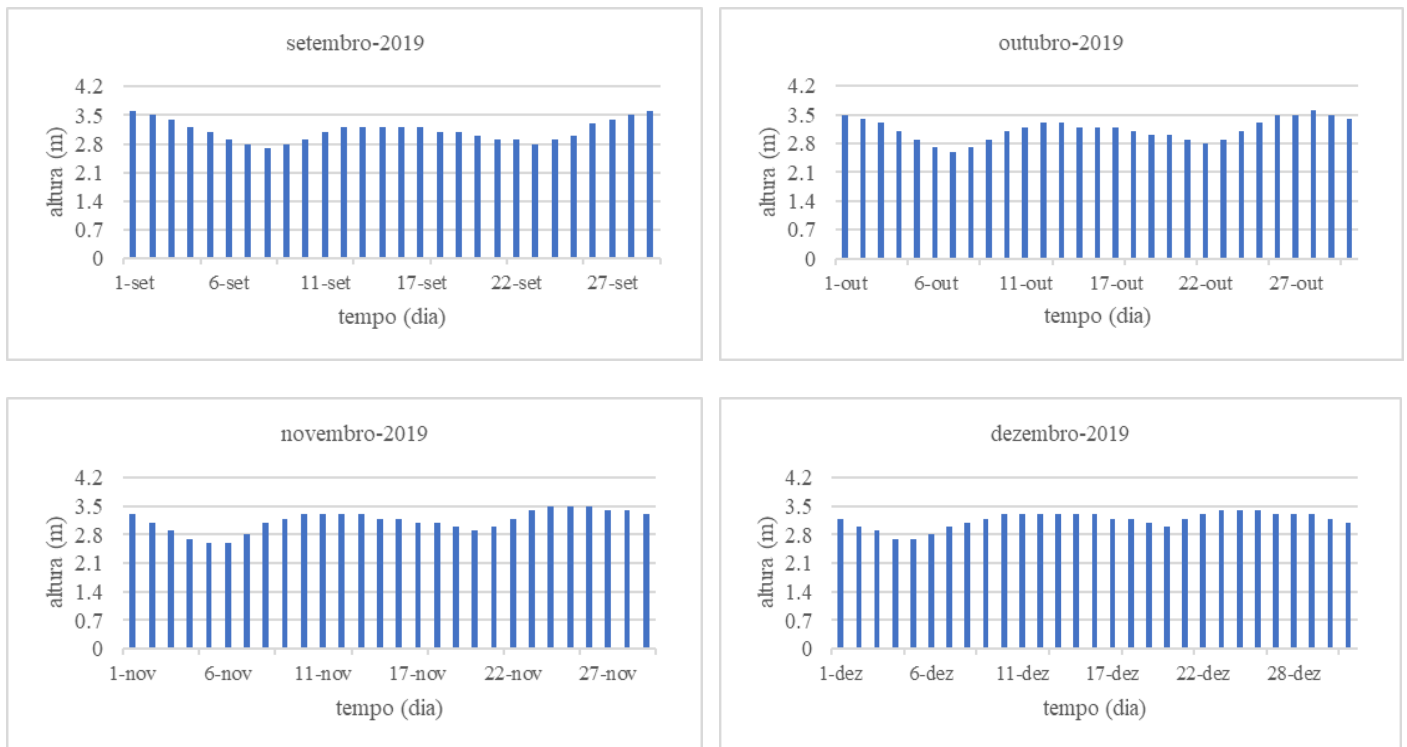 setembro-2019
altura (m)
4.2
3.5
2.8
2.1
1.4
0.7
0
1-set 6-set 11-set 17-set 22-set 27-set
tempo (dia)
outubro-2019
altura (m)
4.2
3.5
2.8
2.1
1.4
0.7
0
1-out 6-out 11-out 17-out 22-out 27-out
tempo (dia)
novembro-2019
altura (m)
4.2
3.5
2.8
2.1
1.4
0.7
0
1-nov 6-nov 11-nov 17-nov 22-nov 27-nov
tempo (dia)
dezembro-2019
altura (m)
4.2
3.5
2.8
2.1
1.4
0.7
0
1-dez 6-dez 11-dez 17-dez 22-dez 28-dez
tempo (dia)